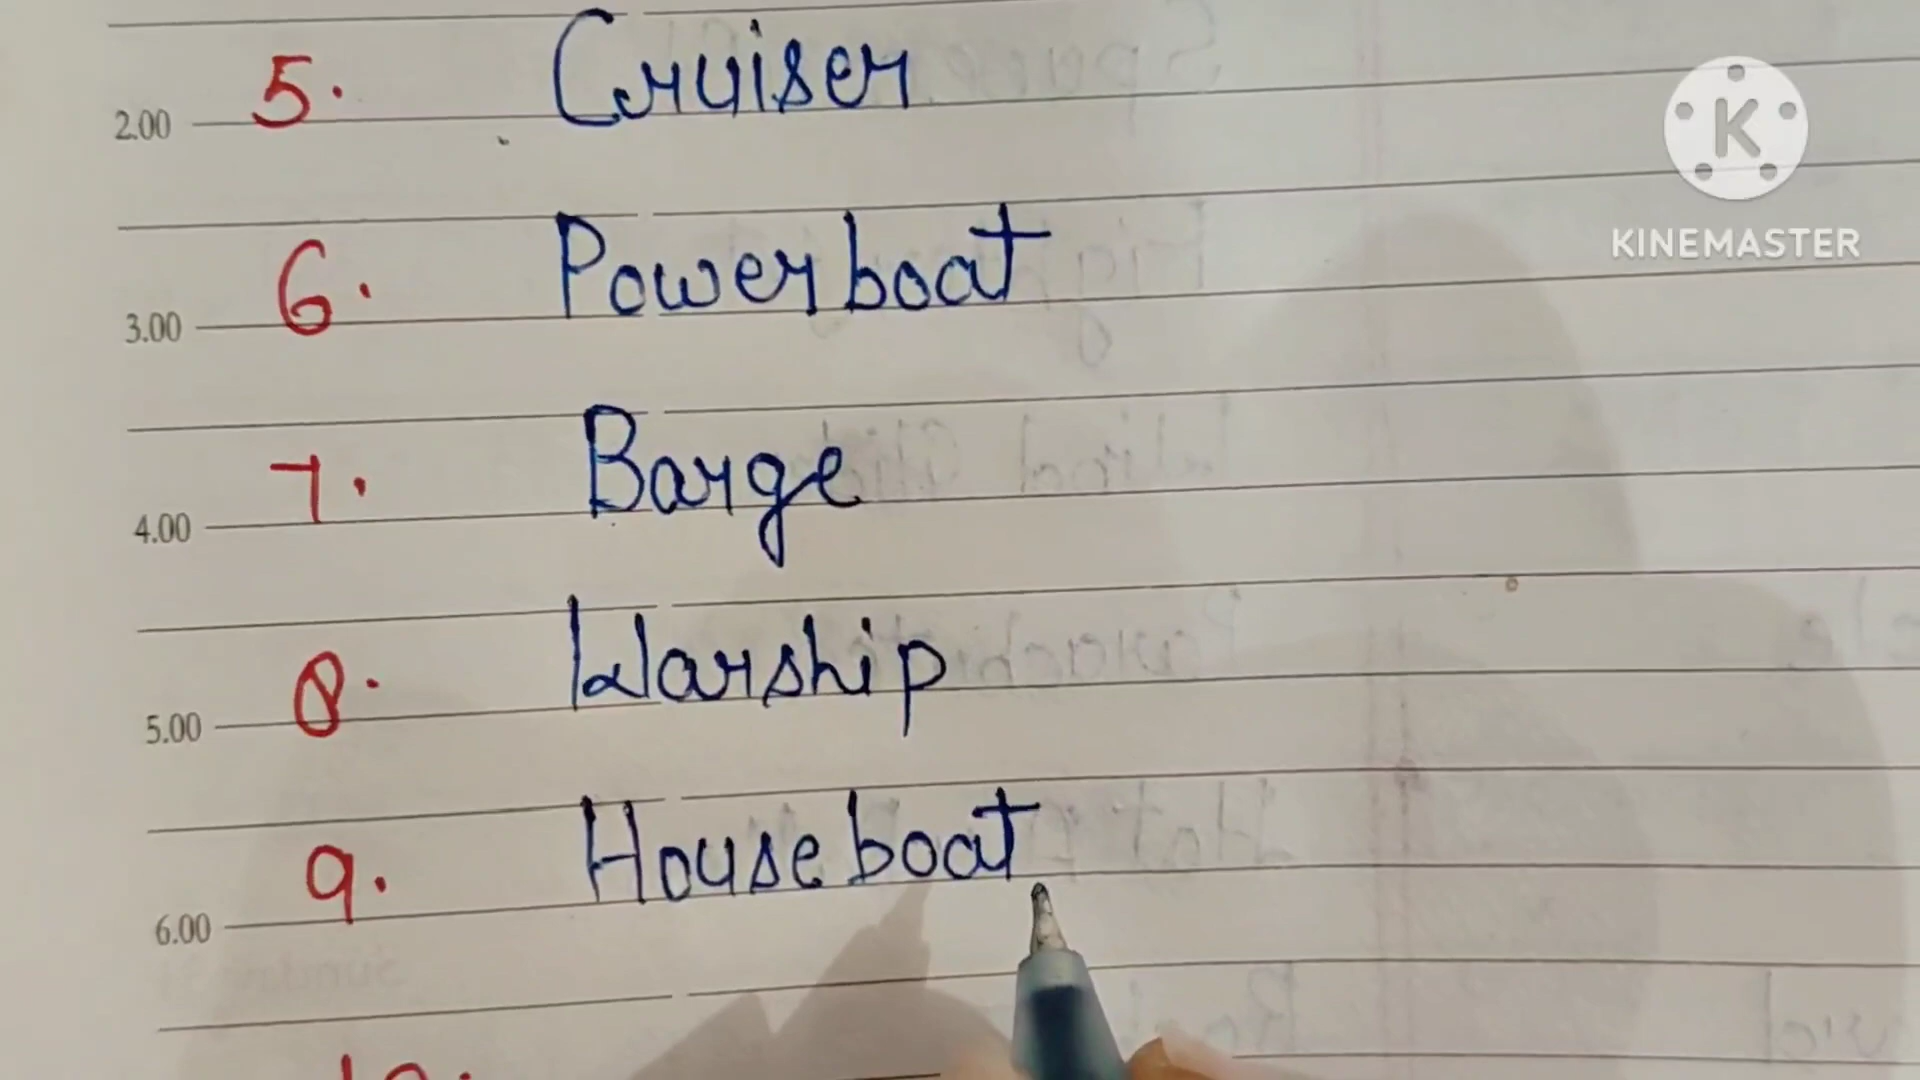 5. Cruiser
2.00
K
KINEMASTER
6. Powerboat
3.00
7. Barge
4.00
8. Warship
5.00
9. Houseboat
6.00
10.